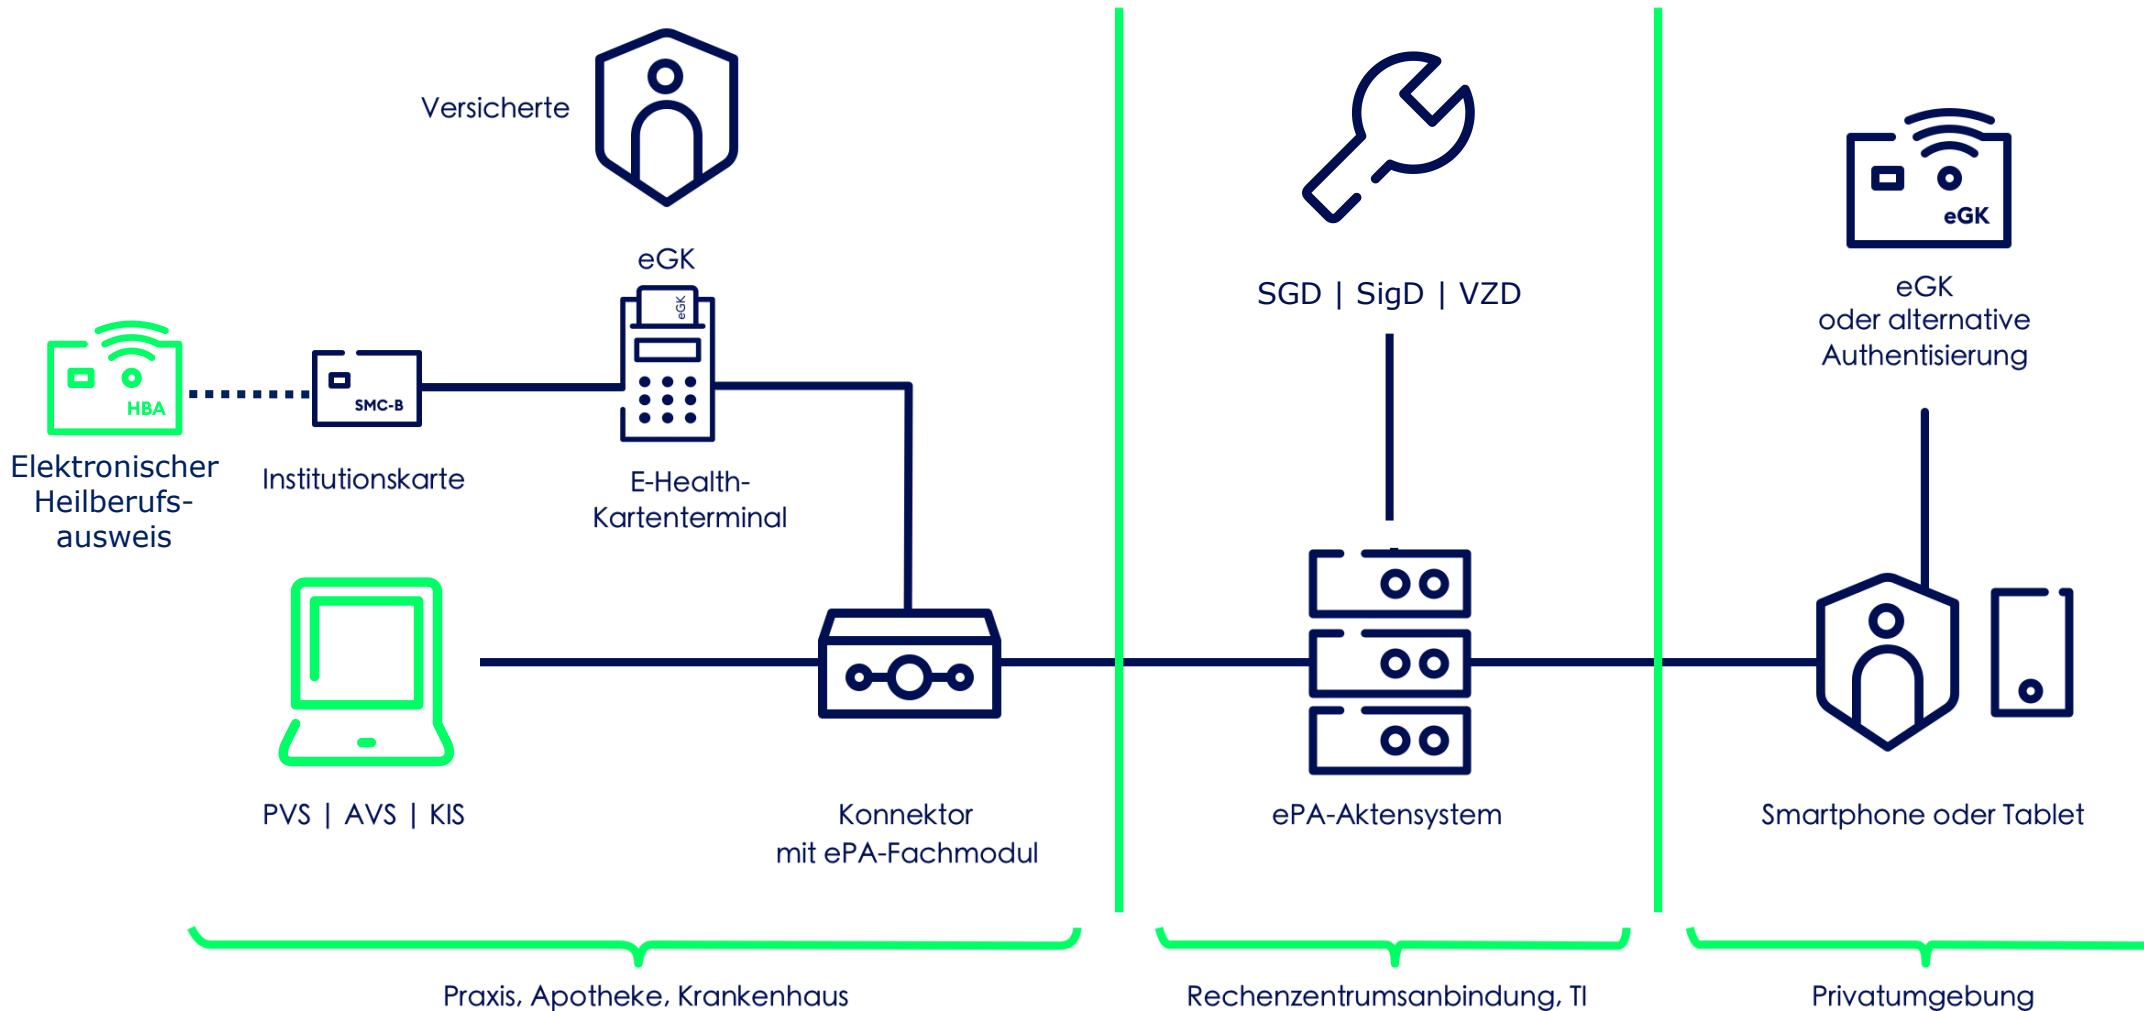 Versicherte
eGK
eGK
HBA
SMC-B
Elektronischer
Heilberufs-
ausweis
Institutionskarte
E-Health-
Kartenterminal
PVS | AVS | KIS
Konnektor
mit ePA-Fachmodul
Praxis, Apotheke, Krankenhaus
SGD | SigD | VZD
ePA-Aktensystem
Rechenzentrumsanbindung, TI
eGK
eGK
oder alternative
Authentisierung
Smartphone oder Tablet
Privatumgebung